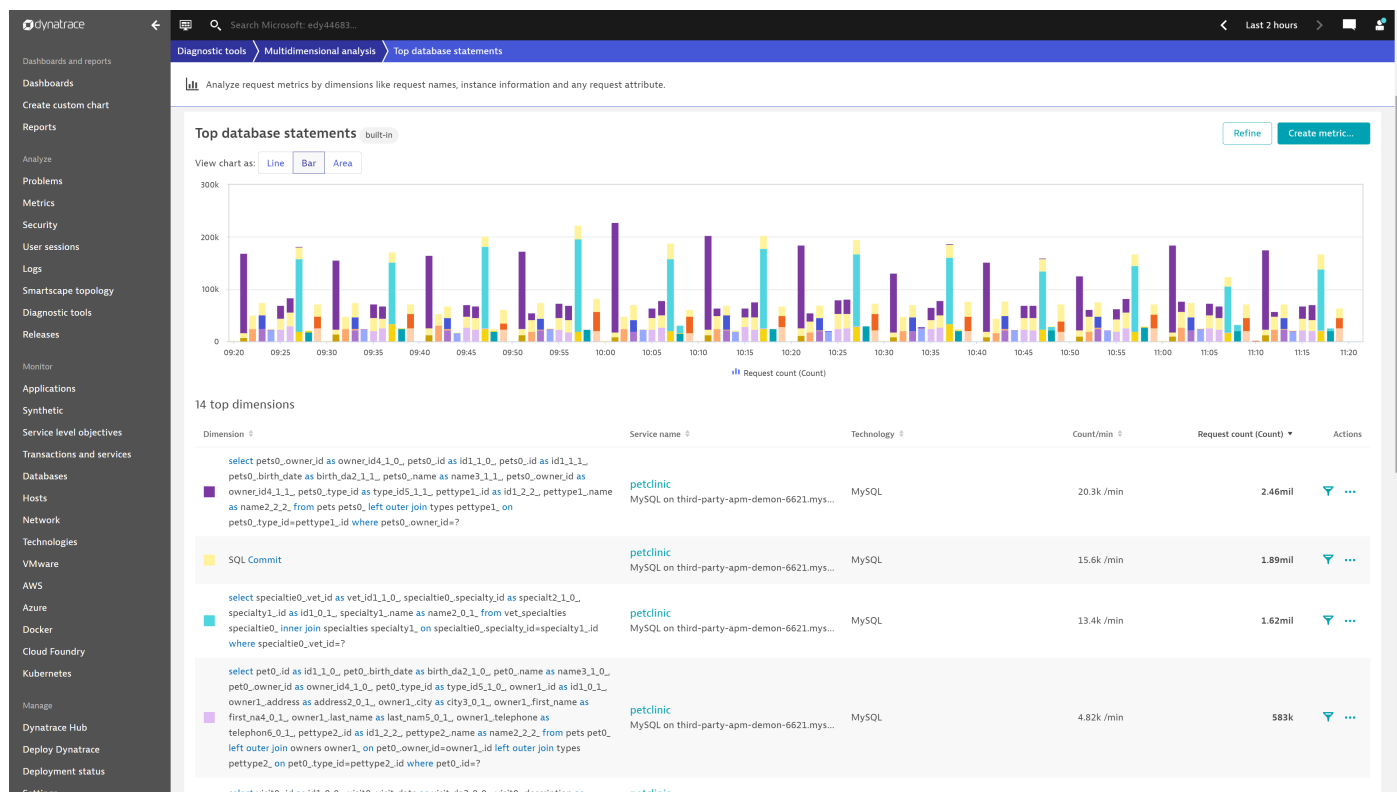 dynatrace
Search Microsoft: edy44683...
Last 2 hours
Diagnostic tools
Multidimensional analysis
Top database statements
Analyze request metrics by dimensions like request names, instance information and any request attribute.
Dashboards and reports
Dashboards
Create custom chart
Reports
Analyze
Problems
Metrics
Security
User sessions
Logs
Smartscape topology
Diagnostic tools
Releases
Monitor
Applications
Synthetic
Service level objectives
Transactions and services
Databases
Hosts
Network
Technologies
VMware
AWS
Azure
Docker
Cloud Foundry
Kubernetes
Manage
Dynatrace Hub
Deploy Dynatrace
Deployment status
Settings
Top database statements built-in
Refine
Create metric...
View chart as: Line Bar Area
300k
200k
100k
0
09:20 09:25 09:30 09:35 09:40 09:45 09:50 09:55 10:00 10:05 10:10 10:15 10:20 10:25 10:30 10:35 10:40 10:45 10:50 10:55 11:00 11:05 11:10 11:15 11:20
Request count (Count)
14 top dimensions
Dimension Service name Technology Count/min Request count (Count) Actions
select pets0_.owner_id as owner_id4_1_0_, pets0_.id as id1_1_0_, pets0_.id as id1_1_1_,
pets0_.birth_date as birth_da2_1_1_, pets0_.name as name3_1_1_, pets0_.owner_id as
owner_id4_1_1_, pets0_.type_id as type_id5_1_1_, pettype1_.id as id1_2_2_, pettype1_.name
as name2_2_2_ from pets pets0_ left outer join types pettype1_ on
pets0_.type_id=pettype1_.id where pets0_.owner_id=?
petclinic
MySQL on third-party-apm-demon-6621.mys...
MySQL
20.3k /min
2.46mil
SQL Commit
petclinic
MySQL on third-party-apm-demon-6621.mys...
MySQL
15.6k /min
1.89mil
select specialtie0_.vet_id as vet_id1_1_0_, specialtie0_.specialty_id as specialt2_1_0_,
specialty1_.id as id1_0_1_, specialty1_.name as name2_0_1_ from vet_specialties
specialtie0_ inner join specialties specialty1_ on specialtie0_.specialty_id=specialty1_.id
where specialtie0_.vet_id=?
petclinic
MySQL on third-party-apm-demon-6621.mys...
MySQL
13.4k /min
1.62mil
select pet0_.id as id1_1_0_, pet0_.birth_date as birth_da2_1_0_, pet0_.name as name3_1_0_,
pet0_.owner_id as owner_id4_1_0_, pet0_.type_id as type_id5_1_0_, owner1_.id as id1_0_1_,
owner1_.address as address2_0_1_, owner1_.city as city3_0_1_, owner1_.first_name as
first_na4_0_1_, owner1_.last_name as last_nam5_0_1_, owner1_.telephone as
telephon6_0_1_, pettype2_.id as id1_2_2_, pettype2_.name as name2_2_2_ from pets pet0_
left outer join owners owner1_ on pet0_.owner_id=owner1_.id left outer join types
pettype2_ on pet0_.type_id=pettype2_.id where pet0_.id=?
petclinic
MySQL on third-party-apm-demon-6621.mys...
MySQL
4.82k /min
583k